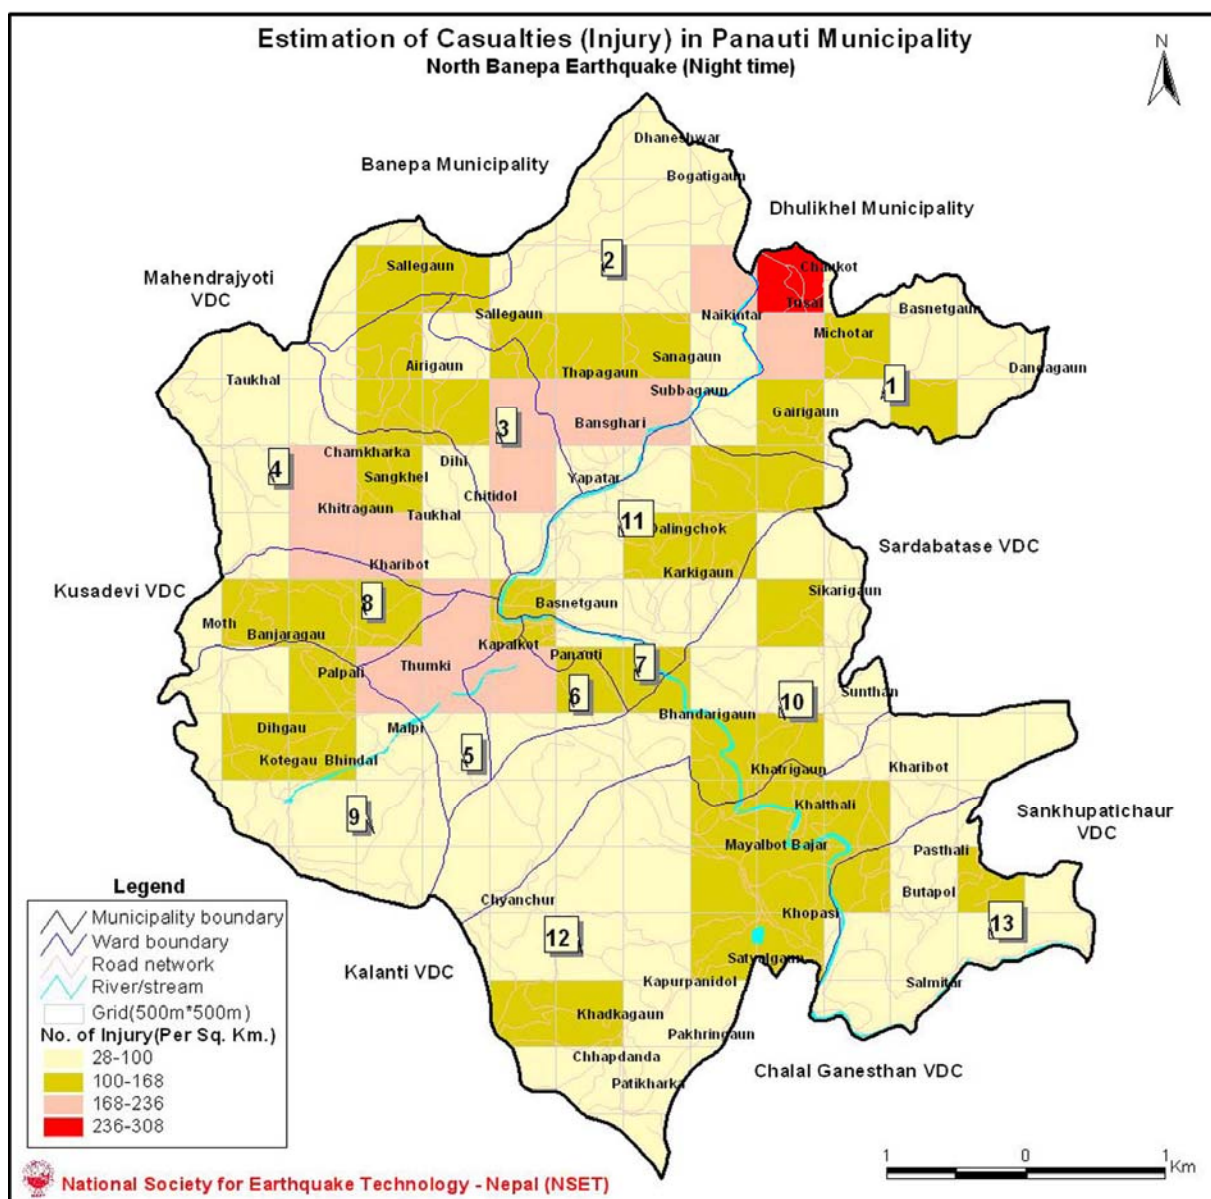 Estimation of Casualties (Injury) in Panauti Municipality
North Banepa Earthquake (Night time)
N
Dhaneshwar
Banepa Municipality
Bogatigaun
Dhulikhel Municipality
2
Sallegaun
Chaukot
Mahendrajyoti
VDC
Tusal
Basnetgaun
Sallegaun
Naikintar
Michotar
Sanagaun
Airigaun
Thapagaun
Dandagaun
Taukhal
Subbagaun
1
Gairigaun
3
Bansghari
Chamkharka
Dihi
4
Sangkhel
Yapatar
Chitidol
Khitragaun
Taukhal
11
Dalingchok
Sardabatase VDC
Kharibot
Karkigaun
Kusadevi VDC
8
Basnetgaun
Sikarigaun
Moth
Banjaragau
Kapalkot
Panauti
7
Thumki
Palpali
6
10
Sunthan
Bhandarigaun
Dihgau
Malpi
5
Kotegau
Bhindal
Khatrigaun
Kharibot
Khalthali
9
Sankhupatichaur
VDC
Mayalbot Bajar
Pasthali
Butapol
Chyanchur
Khopasi
13
12
Satyalgaun
Kalanti VDC
Kapurpanidol
Salmitar
Khadkagaun
Pakhringaun
Chhapdanda
Chalal Ganesthan VDC
Patikharka
Legend
Municipality boundary
Ward boundary
Road network
River/stream
Grid(500m*500m)
No. of Injury(Per Sq. Km.)
28-100
100-168
168-236
236-308
1 0 1 Km
National Society for Earthquake Technology - Nepal (NSET)